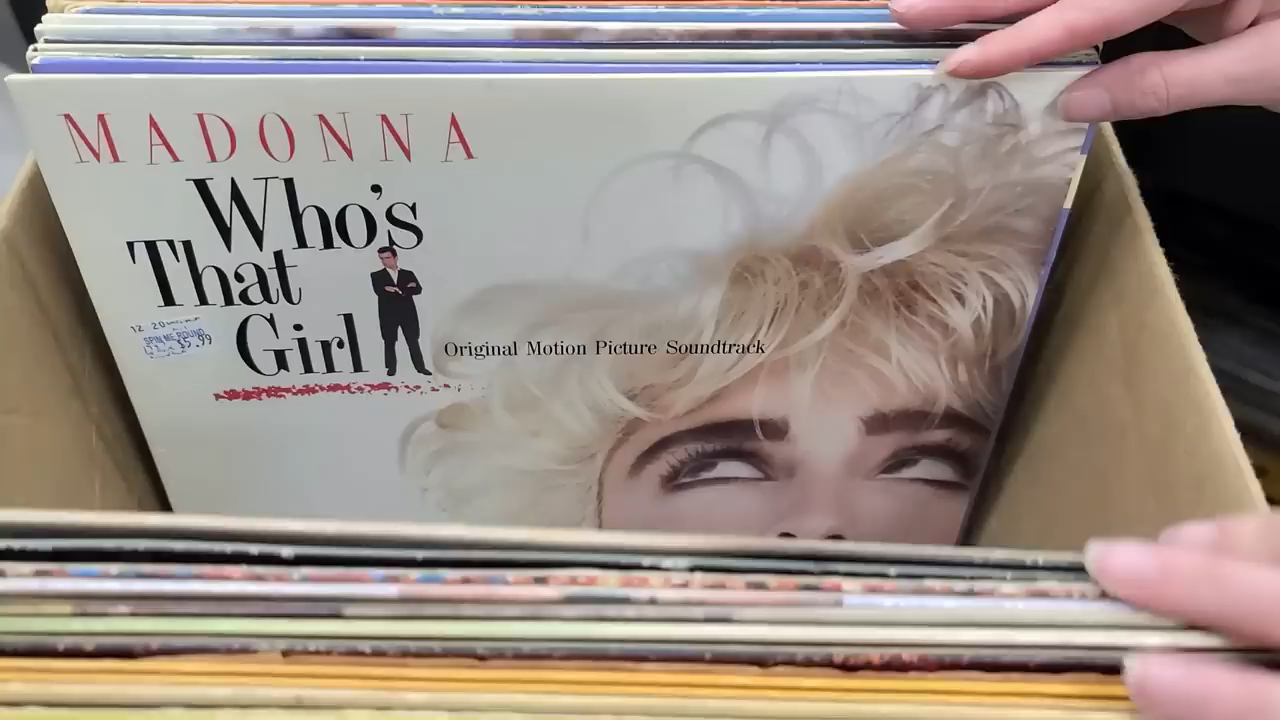 MADONNA
Who's
That
Girl
Original Motion Picture Soundtrack
SPIN ME ROUND
$5.99